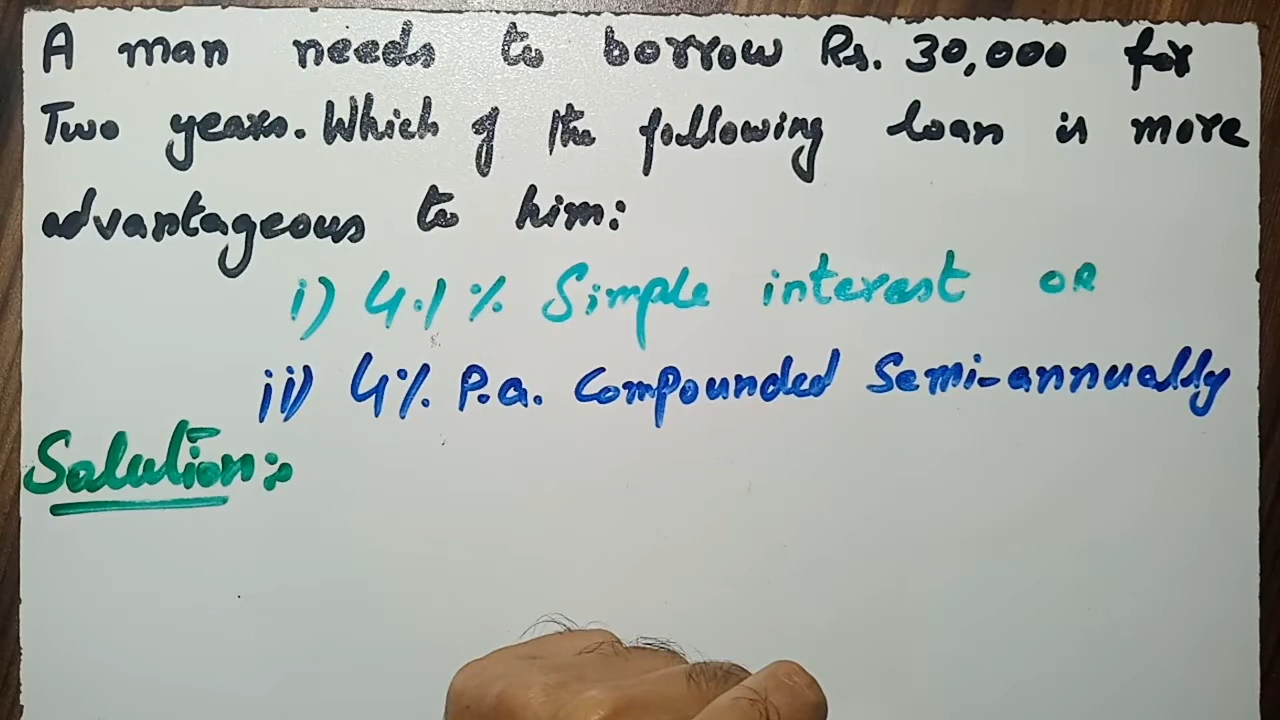 A man needs to borrow Rs. 30,000 for
Two years. Which of the following loan is more
advantageous to him:
i) 4.1% Simple interest OR
ii) 4% P.a. Compounded Semi-annually
Solution: